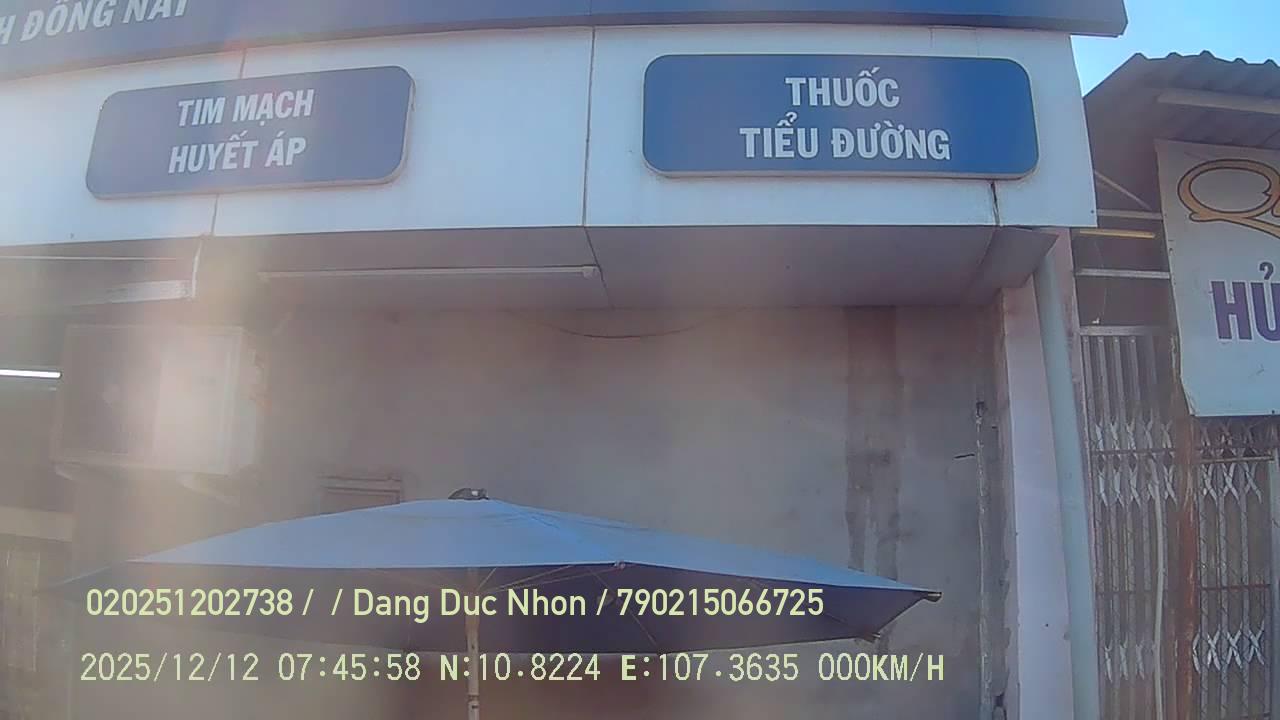 H ĐỒNG NAI
TIM MẠCH
HUYẾT ÁP
THUỐC
TIỂU ĐƯỜNG
HỦ
020251202738 / / Dang Duc Nhon / 790215066725
2025/12/12 07:45:58 N:10.8224 E:107.3635 000KM/H